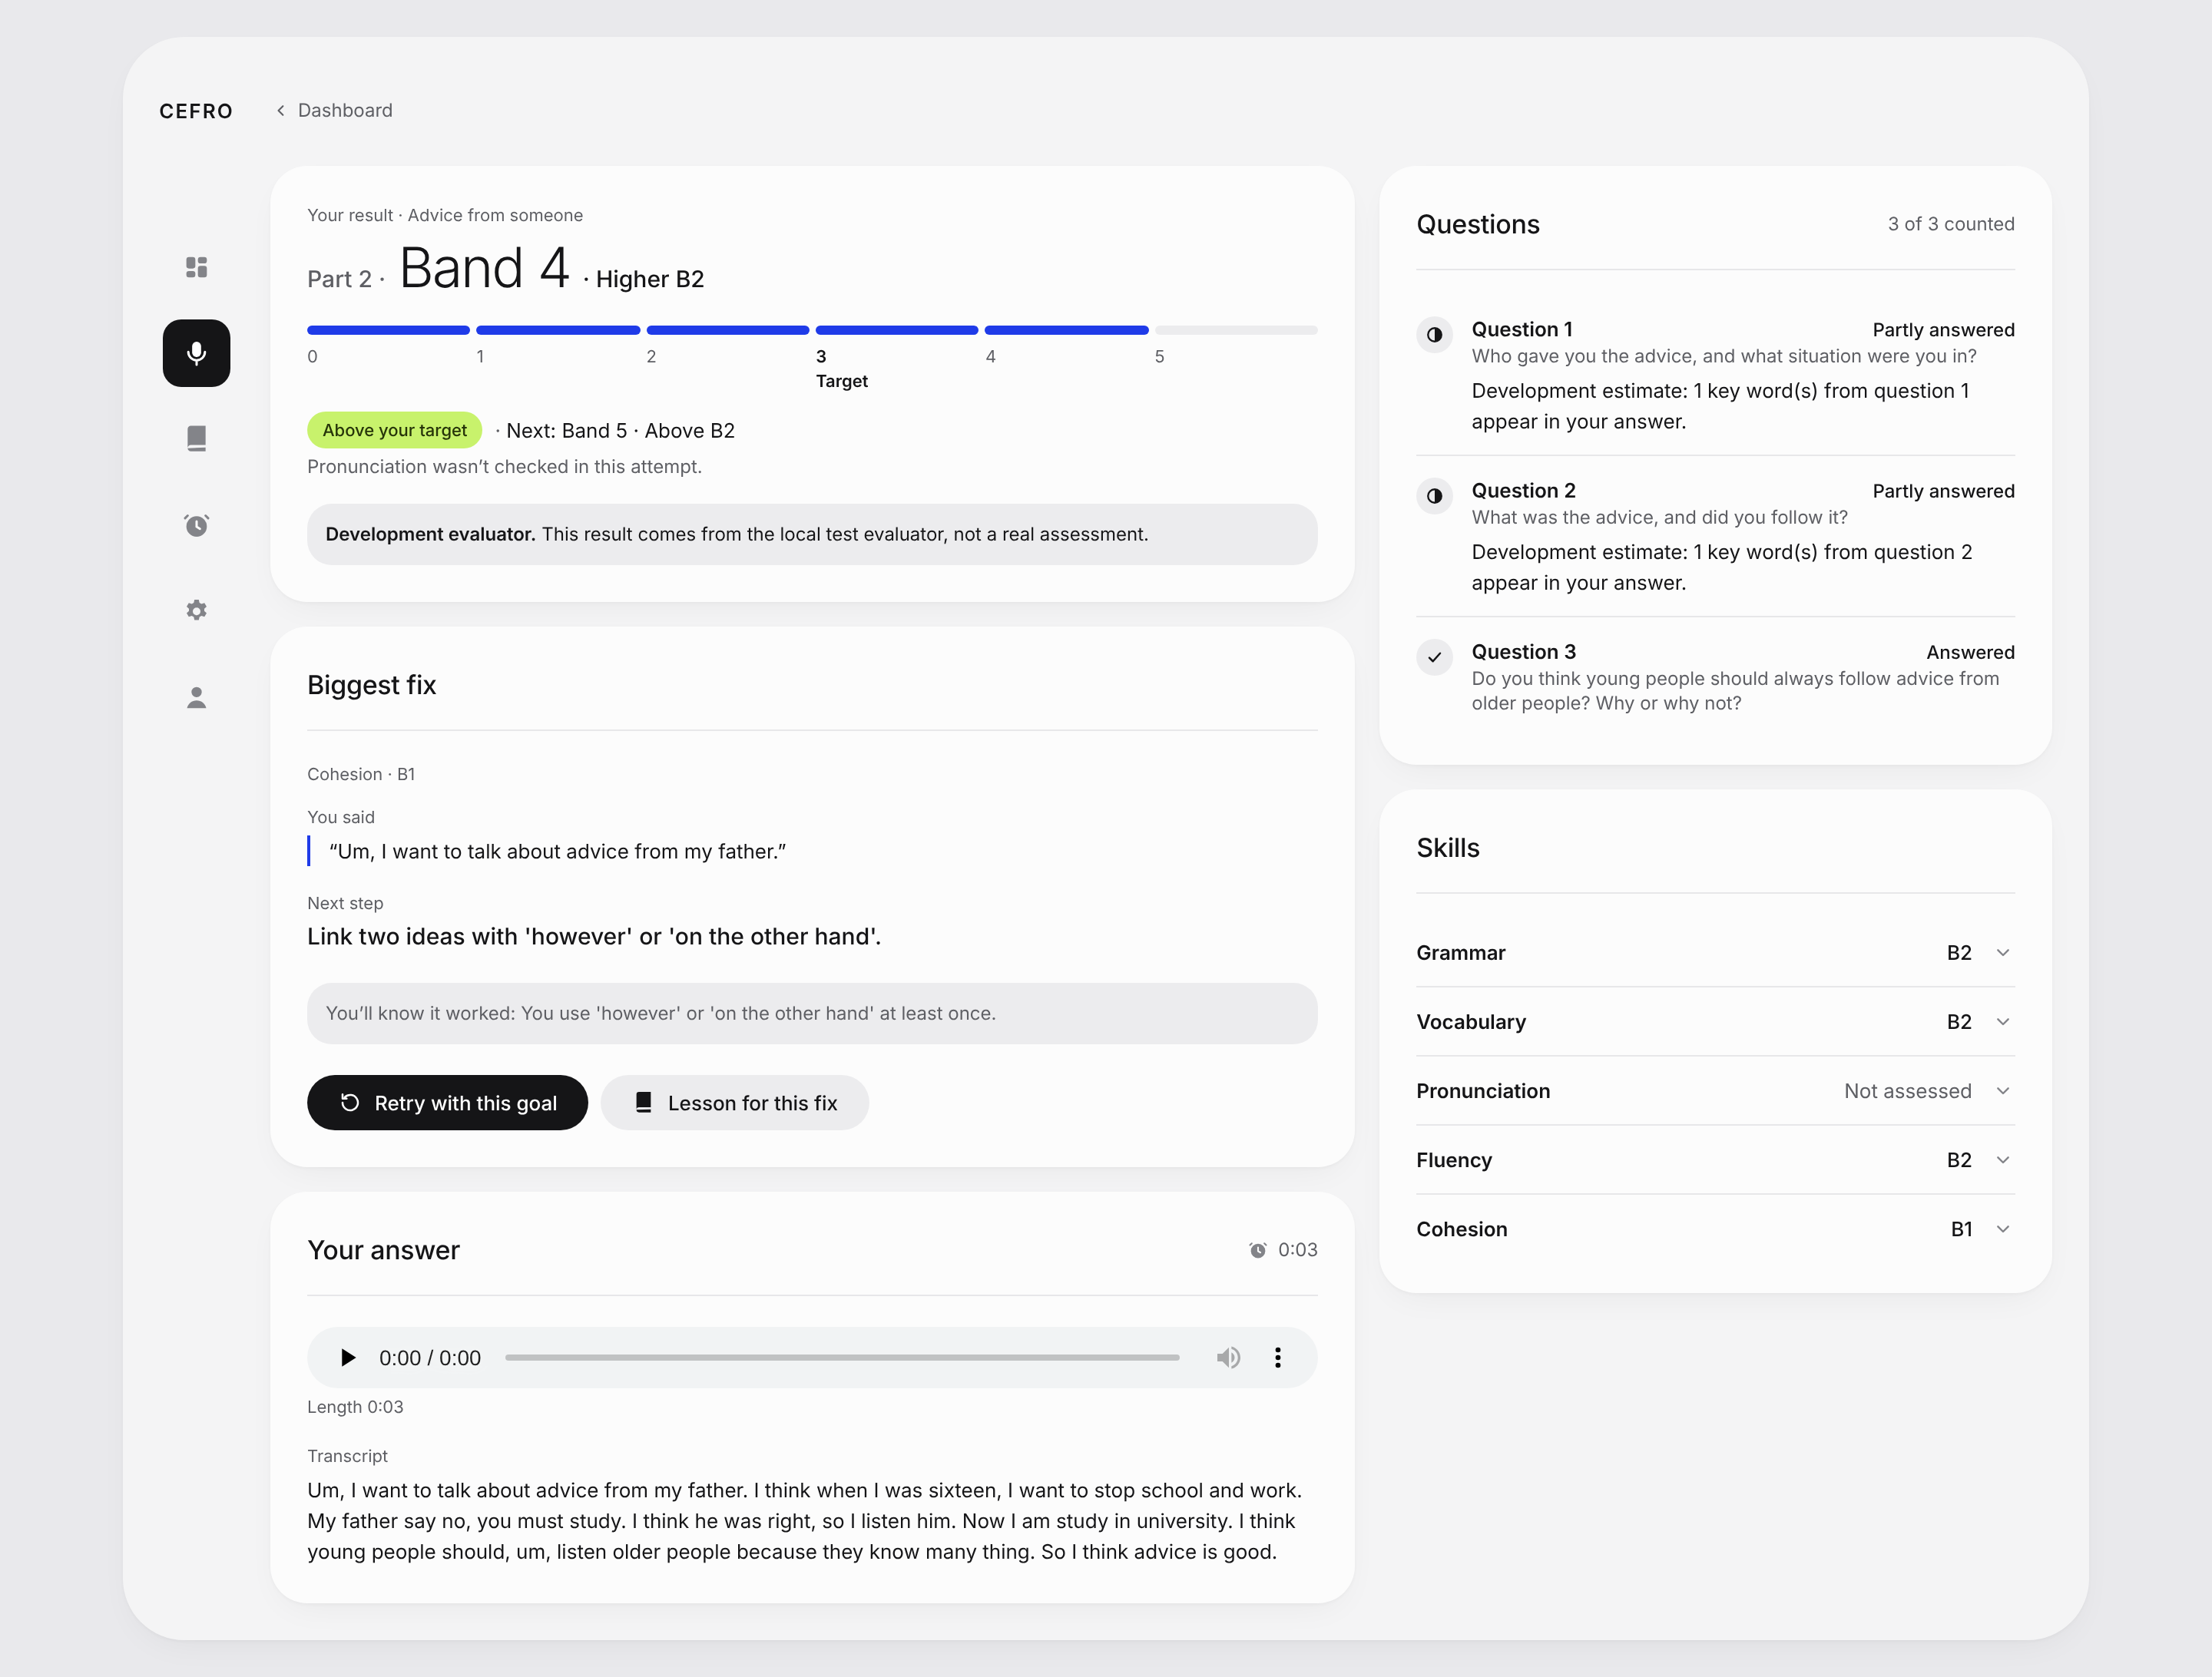 CEFRO
Dashboard
Your result · Advice from someone
Part 2 · Band 4 · Higher B2
0 1 2 3 4 5
Target
Above your target · Next: Band 5 · Above B2
Pronunciation wasn’t checked in this attempt.
Development evaluator. This result comes from the local test evaluator, not a real assessment.
Biggest fix
Cohesion · B1
You said
“Um, I want to talk about advice from my father.”
Next step
Link two ideas with 'however' or 'on the other hand'.
You’ll know it worked: You use 'however' or 'on the other hand' at least once.
Retry with this goal
Lesson for this fix
Your answer
0:03
0:00 / 0:00
Length 0:03
Transcript
Um, I want to talk about advice from my father. I think when I was sixteen, I want to stop school and work.
My father say no, you must study. I think he was right, so I listen him. Now I am study in university. I think
young people should, um, listen older people because they know many thing. So I think advice is good.
Questions
3 of 3 counted
Question 1
Partly answered
Who gave you the advice, and what situation were you in?
Development estimate: 1 key word(s) from question 1
appear in your answer.
Question 2
Partly answered
What was the advice, and did you follow it?
Development estimate: 1 key word(s) from question 2
appear in your answer.
Question 3
Answered
Do you think young people should always follow advice from
older people? Why or why not?
Skills
Grammar B2
Vocabulary B2
Pronunciation Not assessed
Fluency B2
Cohesion B1